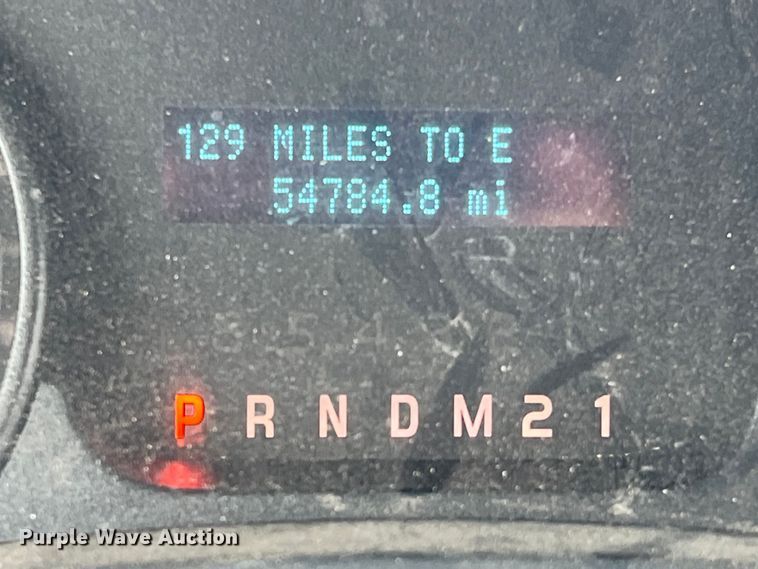 129 MILES TO E
54784.8 mi
P R N D M 2 1
Purple Wave Auction